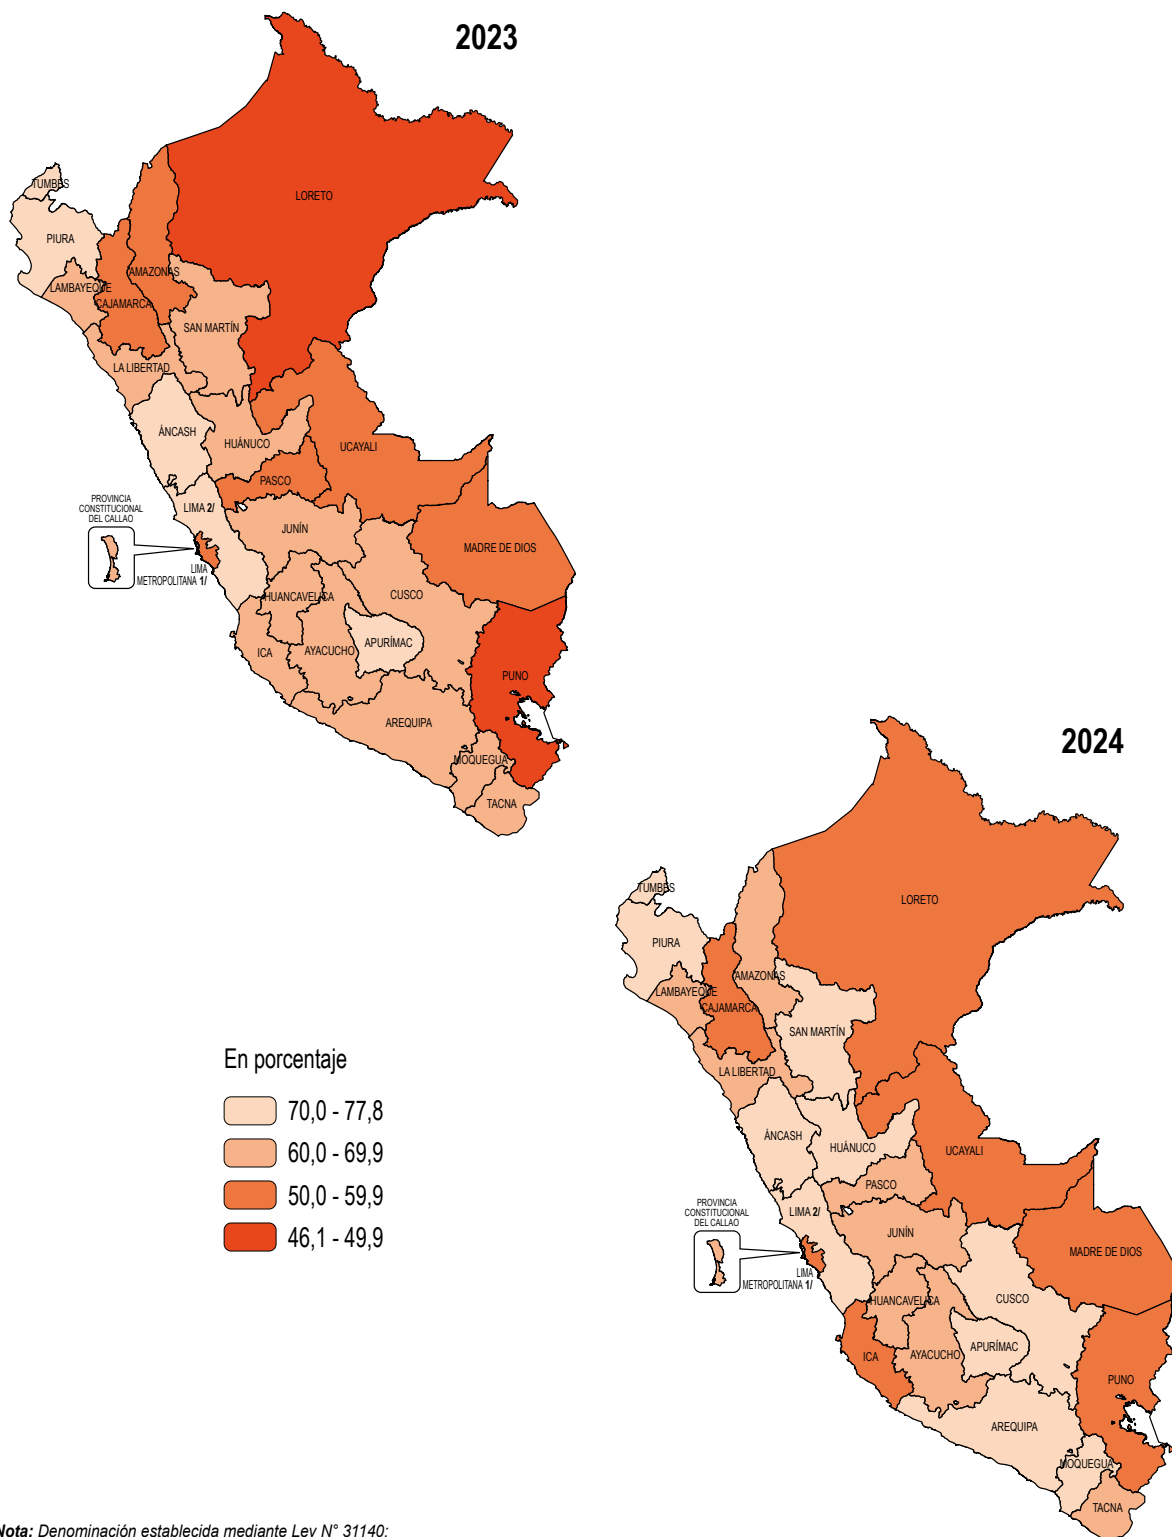 2023
LORETO
TUMBES
PIURA
AMAZONAS
LAMBAYEQUE
CAJAMARCA
SAN MARTÍN
LA LIBERTAD
ÁNCASH
HUÁNUCO
UCAYALI
PASCO
PROVINCIA
CONSTITUCIONAL
DEL CALLAO
LIMA 2/
JUNÍN
MADRE DE DIOS
LIMA
METROPOLITANA 1/
HUANCAVELICA
CUSCO
APURÍMAC
ICA
AYACUCHO
PUNO
AREQUIPA
MOQUEGUA
TACNA
2024
LORETO
TUMBES
PIURA
AMAZONAS
LAMBAYEQUE
CAJAMARCA
SAN MARTÍN
LA LIBERTAD
ÁNCASH
HUÁNUCO
UCAYALI
PASCO
PROVINCIA
CONSTITUCIONAL
DEL CALLAO
LIMA 2/
JUNÍN
MADRE DE DIOS
LIMA
METROPOLITANA 1/
HUANCAVELICA
CUSCO
APURÍMAC
ICA
AYACUCHO
PUNO
AREQUIPA
MOQUEGUA
TACNA
En porcentaje
70,0 - 77,8
60,0 - 69,9
50,0 - 59,9
46,1 - 49,9
Nota: Denominación establecida mediante Ley N° 31140: